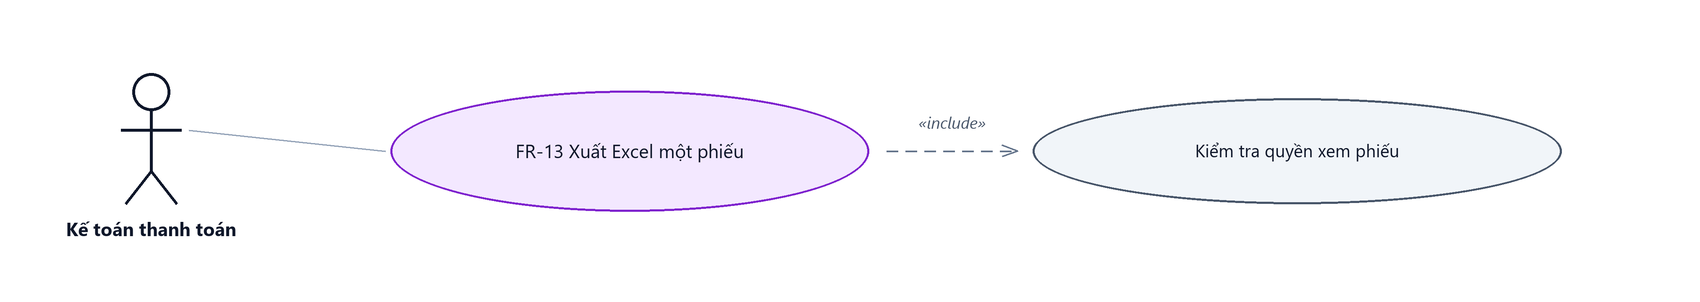 «include»
FR-13 Xuất Excel một phiếu
Kiểm tra quyền xem phiếu
Kế toán thanh toán